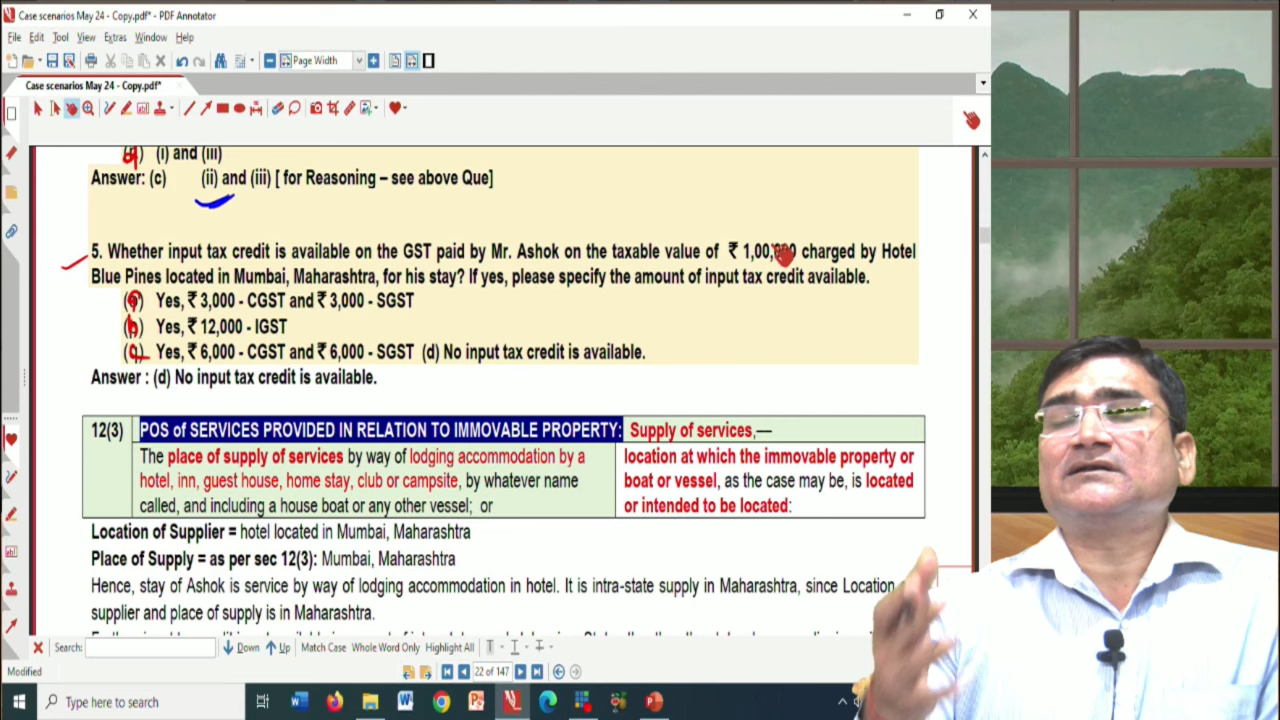 Case scenarios May 24 - Copy.pdf* - PDF Annotator
File Edit Tool View Extras Window Help
Page Width
Case scenarios May 24 - Copy.pdf*
(i) and (iii)
Answer: (c) (ii) and (iii) [ for Reasoning – see above Que]
5. Whether input tax credit is available on the GST paid by Mr. Ashok on the taxable value of ₹ 1,00,000 charged by Hotel
Blue Pines located in Mumbai, Maharashtra, for his stay? If yes, please specify the amount of input tax credit available.
(a) Yes, ₹ 3,000 - CGST and ₹ 3,000 - SGST
(b) Yes, ₹ 12,000 - IGST
(c) Yes, ₹ 6,000 - CGST and ₹ 6,000 - SGST (d) No input tax credit is available.
Answer : (d) No input tax credit is available.
12(3) POS of SERVICES PROVIDED IN RELATION TO IMMOVABLE PROPERTY: Supply of services,—
The place of supply of services by way of lodging accommodation by a
hotel, inn, guest house, home stay, club or campsite, by whatever name
called, and including a house boat or any other vessel; or
location at which the immovable property or
boat or vessel, as the case may be, is located
or intended to be located:
Location of Supplier = hotel located in Mumbai, Maharashtra
Place of Supply = as per sec 12(3): Mumbai, Maharashtra
Hence, stay of Ashok is service by way of lodging accommodation in hotel. It is intra-state supply in Maharashtra, since Location
supplier and place of supply is in Maharashtra.
Search: Down Up Match Case Whole Word Only Highlight All
Modified 22 of 147
Type here to search